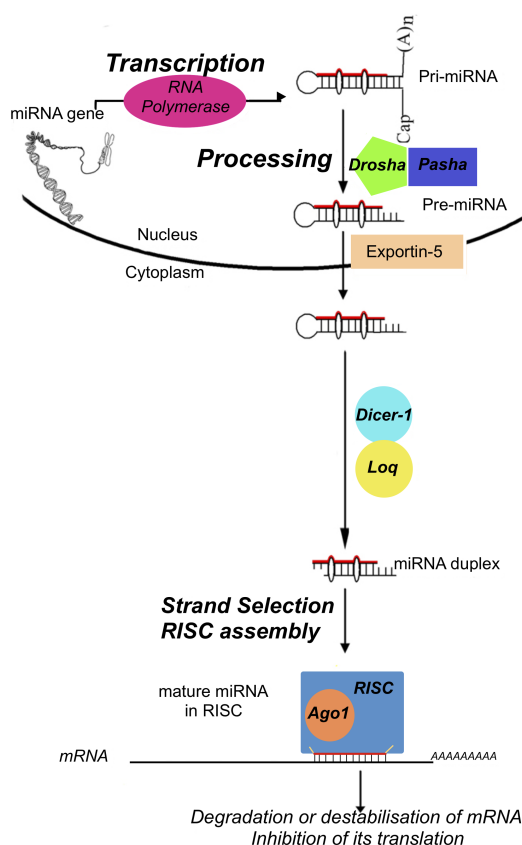 (A)n
Transcription
RNA
Polymerase
Pri-miRNA
miRNA gene
Cap
Processing
Drosha
Pasha
Pre-miRNA
Nucleus
Exportin-5
Cytoplasm
Dicer-1
Loq
miRNA duplex
Strand Selection
RISC assembly
mature miRNA
in RISC
RISC
Ago1
mRNA
AAAAAAAAA
Degradation or destabilisation of mRNA
Inhibition of its translation